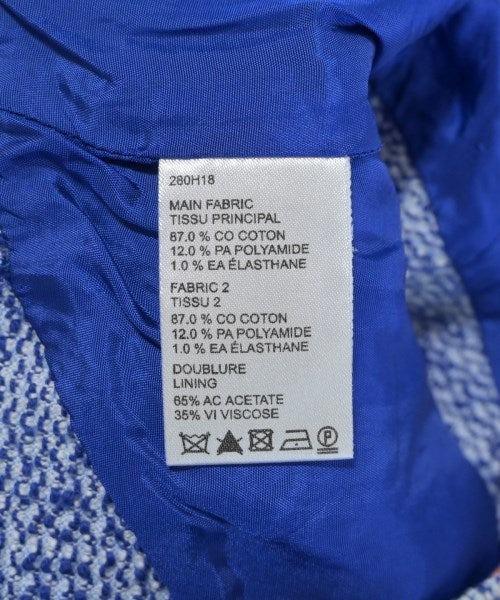 280H18
MAIN FABRIC
TISSU PRINCIPAL
87.0 % CO COTON
12.0 % PA POLYAMIDE
1.0 % EA ÉLASTHANE
FABRIC 2
TISSU 2
87.0 % CO COTON
12.0 % PA POLYAMIDE
1.0 % EA ÉLASTHANE
DOUBLURE
LINING
65% AC ACETATE
35% VI VISCOSE
P